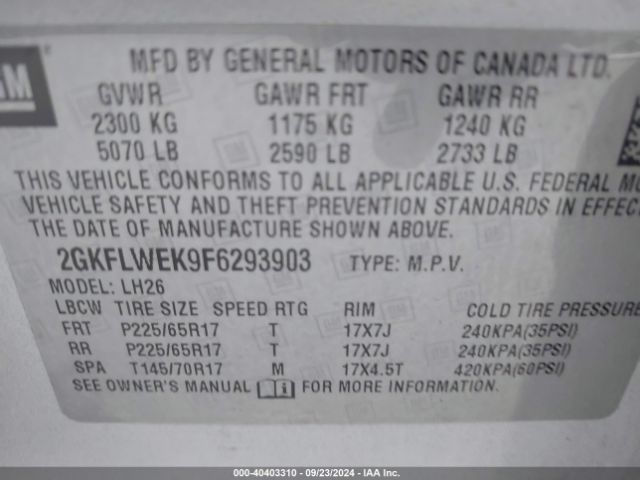 GM
MFD BY GENERAL MOTORS OF CANADA LTD.
GVWR GAWR FRT GAWR RR
2300 KG 1175 KG 1240 KG
5070 LB 2590 LB 2733 LB
THIS VEHICLE CONFORMS TO ALL APPLICABLE U.S. FEDERAL MO
VEHICLE SAFETY AND THEFT PREVENTION STANDARDS IN EFFEC
THE DATE OF MANUFACTURE SHOWN ABOVE.
2GKFLWEK9F6293903 TYPE: M.P.V.
MODEL: LH26
LBCW TIRE SIZE SPEED RTG RIM COLD TIRE PRESSURE
FRT P225/65R17 T 17X7J 240KPA(35PSI)
RR P225/65R17 T 17X7J 240KPA(35PSI)
SPA T145/70R17 M 17X4.5T 420KPA(60PSI)
SEE OWNER'S MANUAL FOR MORE INFORMATION.
000-40403310 - 09/23/2024 - IAA Inc.